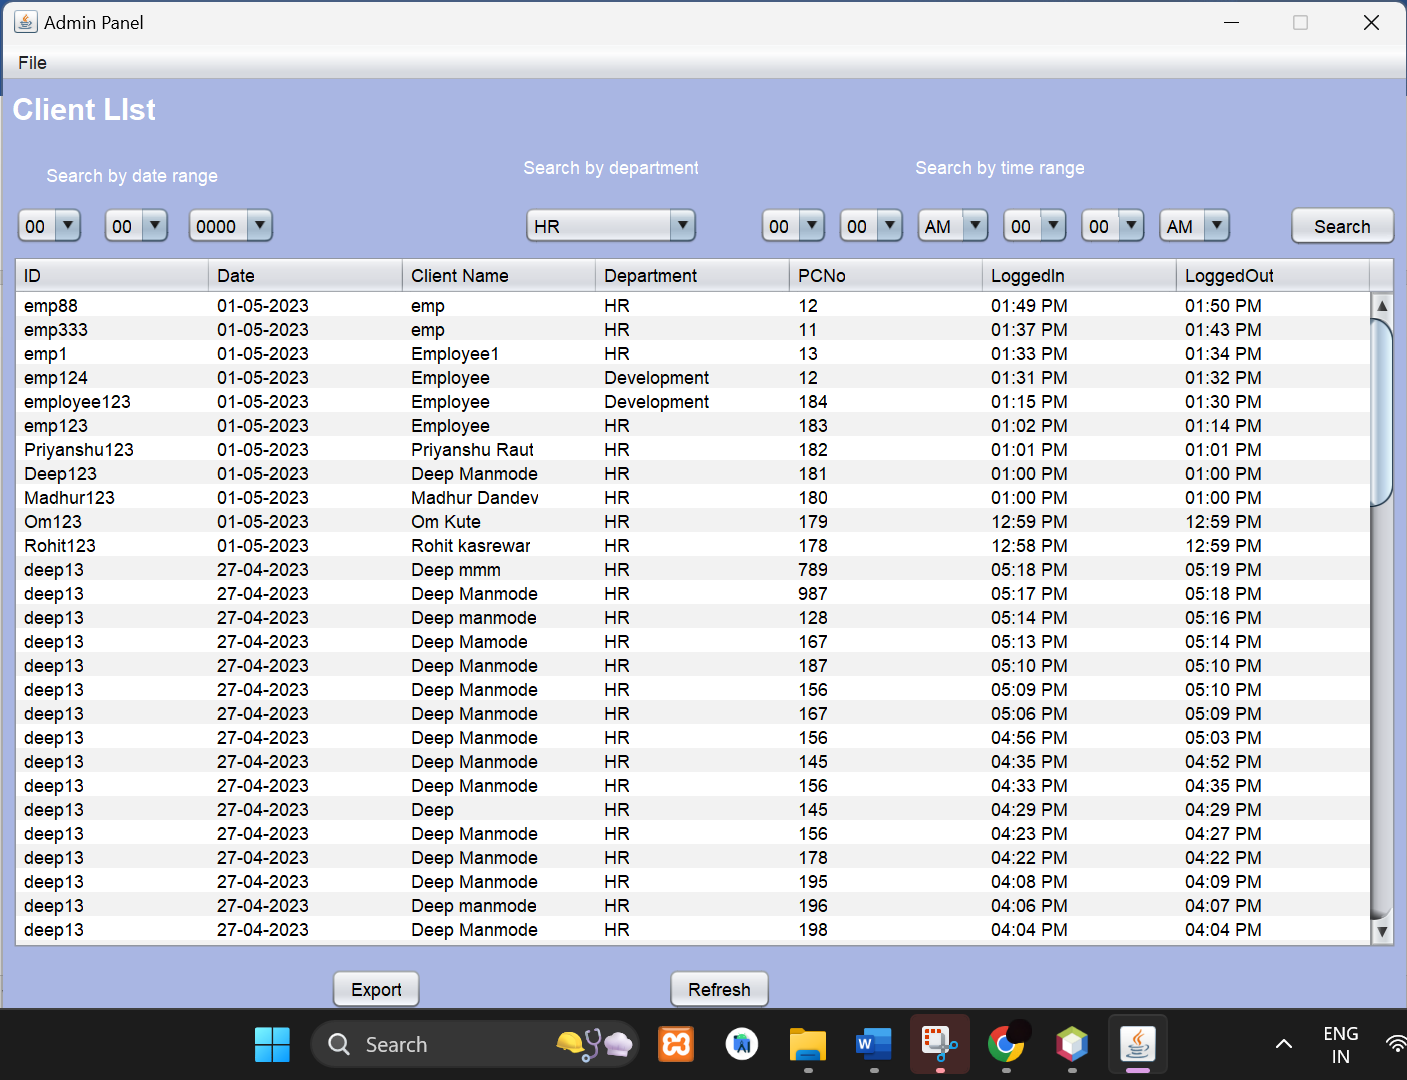 Admin Panel
File
Client LIst
Search by date range Search by department Search by time range
00 00 0000 HR 00 00 AM 00 00 AM Search
ID Date Client Name Department PCNo LoggedIn LoggedOut
emp88 01-05-2023 emp HR 12 01:49 PM 01:50 PM
emp333 01-05-2023 emp HR 11 01:37 PM 01:43 PM
emp1 01-05-2023 Employee1 HR 13 01:33 PM 01:34 PM
emp124 01-05-2023 Employee Development 12 01:31 PM 01:32 PM
employee123 01-05-2023 Employee Development 184 01:15 PM 01:30 PM
emp123 01-05-2023 Employee HR 183 01:02 PM 01:14 PM
Priyanshu123 01-05-2023 Priyanshu Raut HR 182 01:01 PM 01:01 PM
Deep123 01-05-2023 Deep Manmode HR 181 01:00 PM 01:00 PM
Madhur123 01-05-2023 Madhur Dandev HR 180 01:00 PM 01:00 PM
Om123 01-05-2023 Om Kute HR 179 12:59 PM 12:59 PM
Rohit123 01-05-2023 Rohit kasrewar HR 178 12:58 PM 12:59 PM
deep13 27-04-2023 Deep mmm HR 789 05:18 PM 05:19 PM
deep13 27-04-2023 Deep Manmode HR 987 05:17 PM 05:18 PM
deep13 27-04-2023 Deep manmode HR 128 05:14 PM 05:16 PM
deep13 27-04-2023 Deep Mamode HR 167 05:13 PM 05:14 PM
deep13 27-04-2023 Deep Manmode HR 187 05:10 PM 05:10 PM
deep13 27-04-2023 Deep Manmode HR 156 05:09 PM 05:10 PM
deep13 27-04-2023 Deep Manmode HR 167 05:06 PM 05:09 PM
deep13 27-04-2023 Deep Manmode HR 156 04:56 PM 05:03 PM
deep13 27-04-2023 Deep Manmode HR 145 04:35 PM 04:52 PM
deep13 27-04-2023 Deep Manmode HR 156 04:33 PM 04:35 PM
deep13 27-04-2023 Deep HR 145 04:29 PM 04:29 PM
deep13 27-04-2023 Deep Manmode HR 156 04:23 PM 04:27 PM
deep13 27-04-2023 Deep Manmode HR 178 04:22 PM 04:22 PM
deep13 27-04-2023 Deep Manmode HR 195 04:08 PM 04:09 PM
deep13 27-04-2023 Deep manmode HR 196 04:06 PM 04:07 PM
deep13 27-04-2023 Deep Manmode HR 198 04:04 PM 04:04 PM
Export Refresh
Search
W
ENG
IN